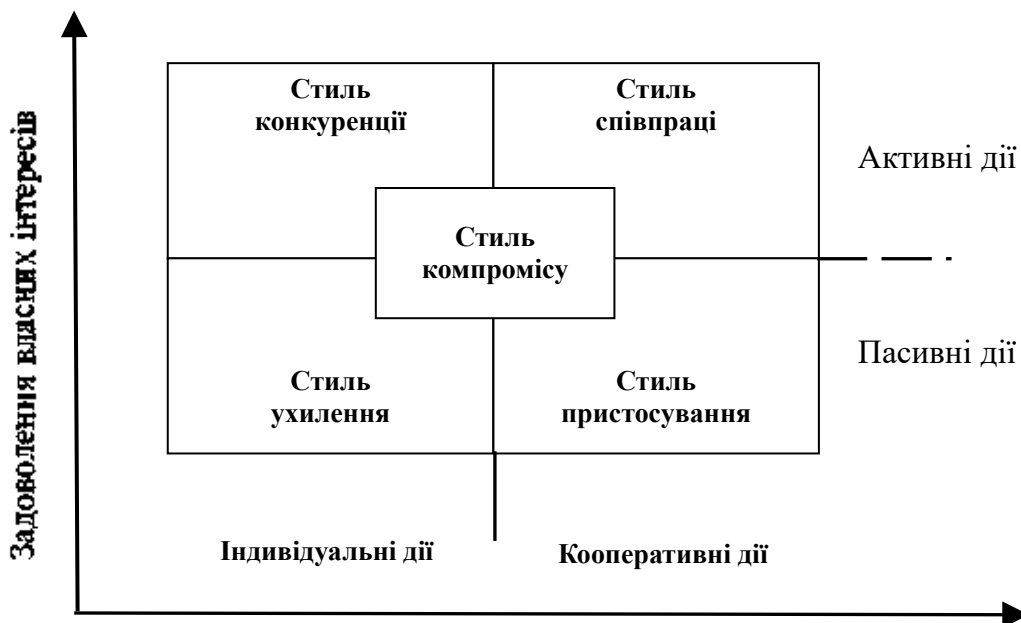 Задоволення власних інтересів
Стиль
конкуренції
Стиль
співпраці
Активні дії
Стиль
компромісу
Пасивні дії
Стиль
ухилення
Стиль
пристосування
Індивідуальні дії
Кооперативні дії